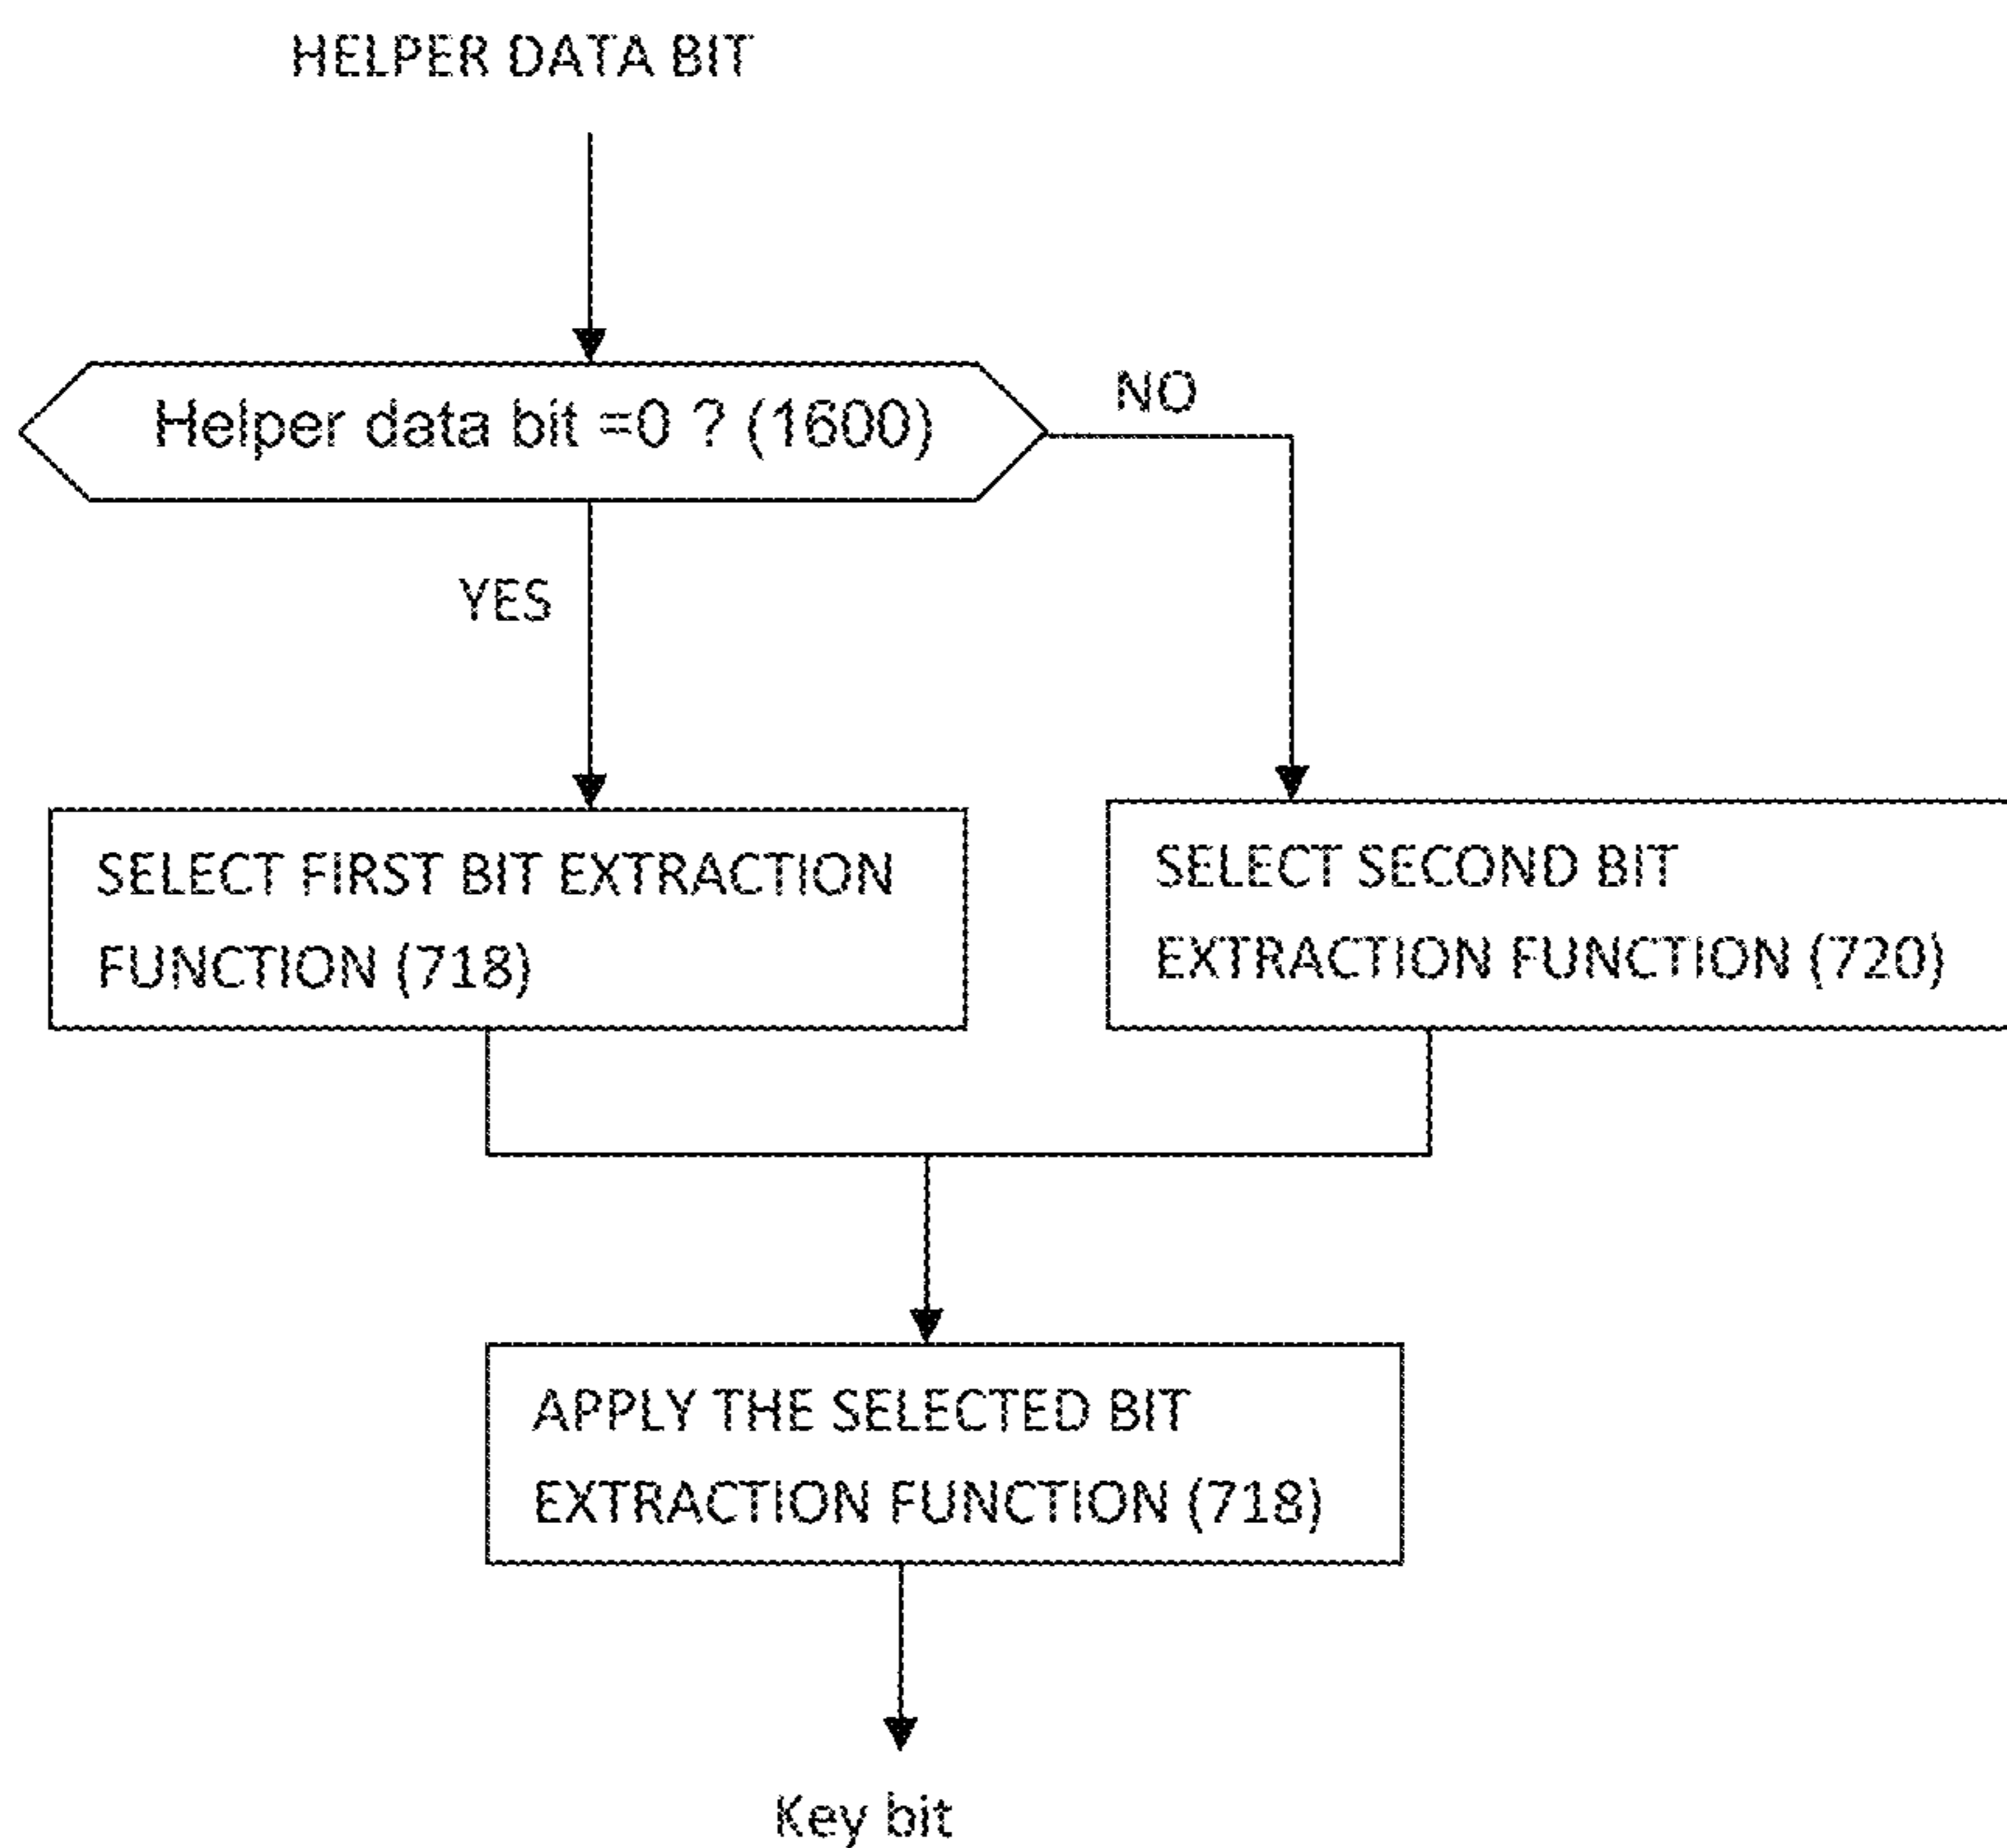 HELPER DATA BIT
Helper data bit =0 ? (1600)
NO
YES
SELECT FIRST BIT EXTRACTION
FUNCTION (718)
SELECT SECOND BIT
EXTRACTION FUNCTION (720)
APPLY THE SELECTED BIT
EXTRACTION FUNCTION (718)
Key bit